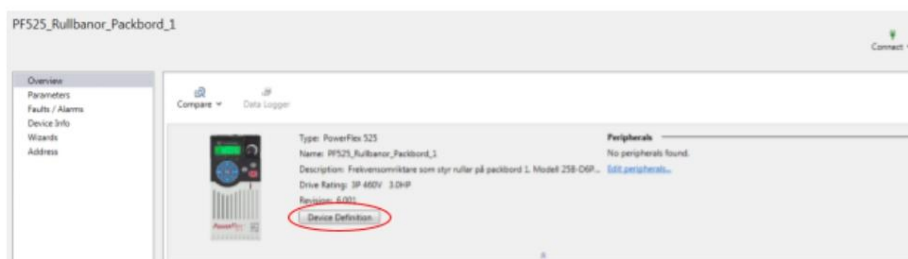 PF525_Rullbanor_Packbord_1
Connect
Overview
Parameters
Faults / Alarms
Device Info
Wizards
Address
Compare
Data Logger
Type: PowerFlex 525
Name: PF525_Rullbanor_Packbord_1
Description: Frekvensomriktare som styr rullar på packbord 1. Modell 25B-D6P...
Drive Rating: 3P 460V 3.0HP
Revision: 6.001
Device Definition
Peripherals
No peripherals found.
Edit peripherals...
PowerFlex